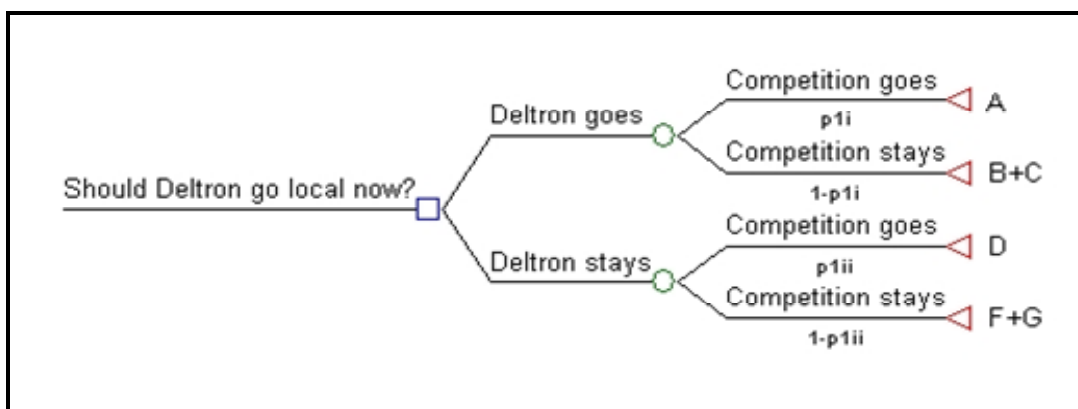 Competition goes
A
p1i
Deltron goes
Competition stays
B+C
1-p1i
Should Deltron go local now?
Competition goes
D
p1ii
Deltron stays
Competition stays
F+G
1-p1ii